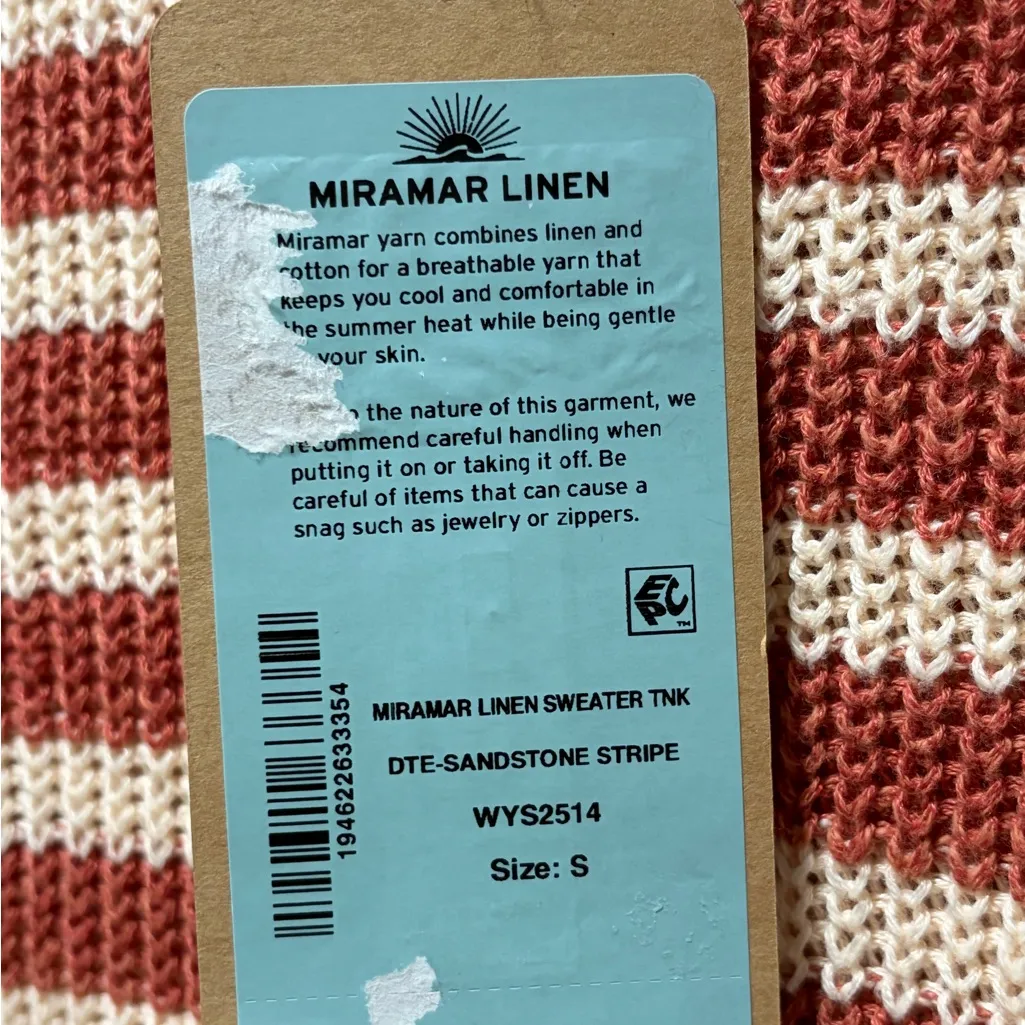 MIRAMAR LINEN
Miramar yarn combines linen and
cotton for a breathable yarn that
keeps you cool and comfortable in
the summer heat while being gentle
your skin.
the nature of this garment, we
recommend careful handling when
putting it on or taking it off. Be
careful of items that can cause a
snag such as jewelry or zippers.
EPC™
194622633354
MIRAMAR LINEN SWEATER TNK
DTE-SANDSTONE STRIPE
WYS2514
Size: S